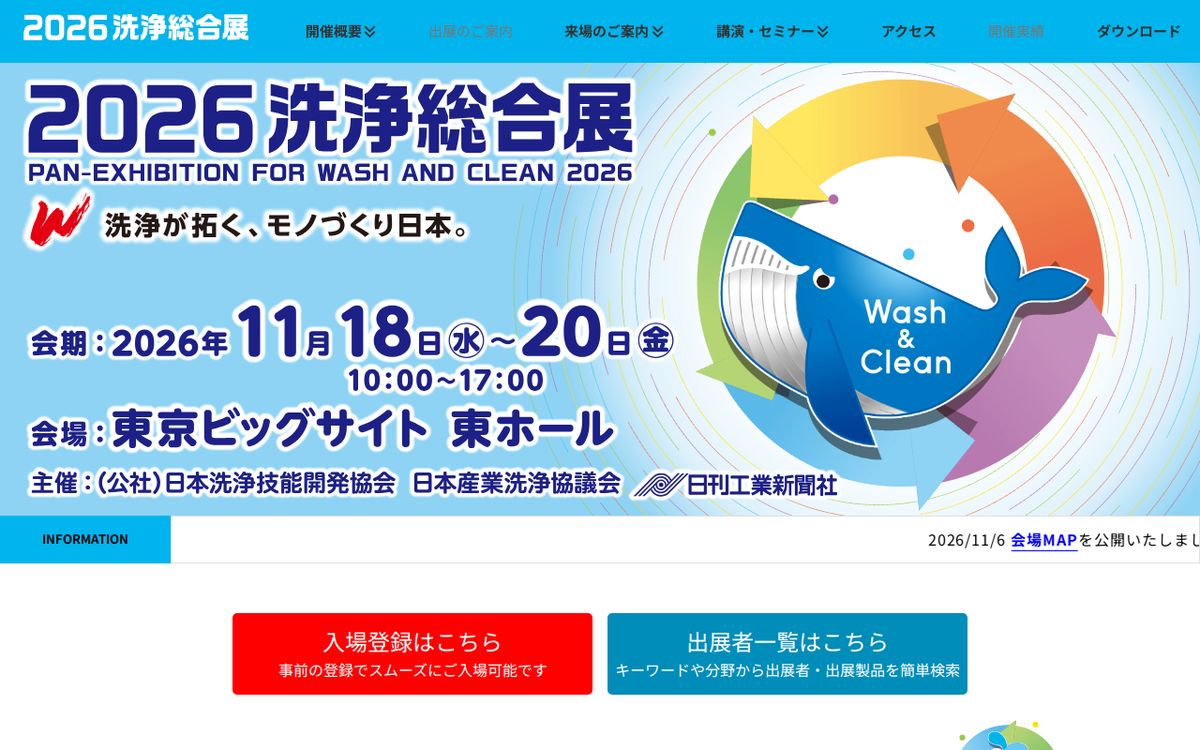 2026 洗浄総合展
開催概要
出展のご案内
来場のご案内
講演・セミナー
アクセス
開催実績
ダウンロード
2026 洗浄総合展
PAN-EXHIBITION FOR WASH AND CLEAN 2026
W 洗浄が拓く、モノづくり日本。
会期：2026年11月18日㊌～20日㊎
10：00～17：00
会場：東京ビッグサイト 東ホール
主催：(公社)日本洗浄技能開発協会 日本産業洗浄協議会 日刊工業新聞社
Wash
&
Clean
INFORMATION
2026/11/6 会場MAPを公開いたしまし
入場登録はこちら
事前の登録でスムーズにご入場可能です
出展者一覧はこちら
キーワードや分野から出展者・出展製品を簡単検索